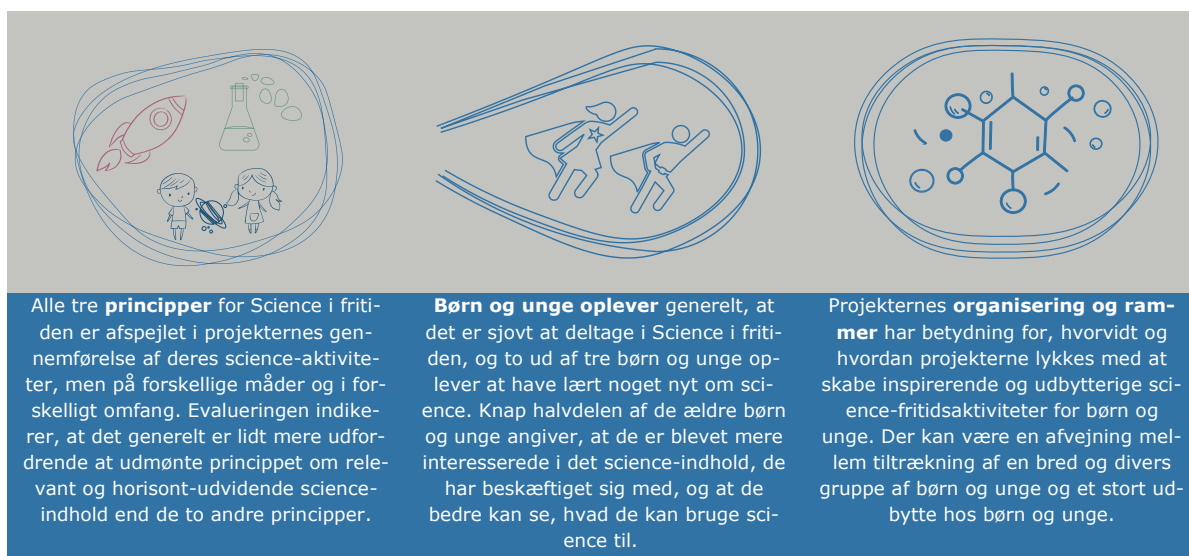 Alle tre principper for Science i friti-
den er afspejlet i projekternes gen-
nemførelse af deres science-aktivite-
ter, men på forskellige måder og i for-
skelligt omfang. Evalueringen indike-
rer, at det generelt er lidt mere udfor-
drende at udmønte princippet om rele-
vant og horisont-udvidende science-
indhold end de to andre principper.
Børn og unge oplever generelt, at
det er sjovt at deltage i Science i friti-
den, og to ud af tre børn og unge op-
lever at have lært noget nyt om sci-
ence. Knap halvdelen af de ældre børn
og unge angiver, at de er blevet mere
interesserede i det science-indhold, de
har beskæftiget sig med, og at de
bedre kan se, hvad de kan bruge sci-
ence til.
Projekternes organisering og ram-
mer har betydning for, hvorvidt og
hvordan projekterne lykkes med at
skabe inspirerende og udbytterige sci-
ence-fritidsaktiviteter for børn og
unge. Der kan være en afvejning mel-
lem tiltrækning af en bred og divers
gruppe af børn og unge og et stort ud-
bytte hos børn og unge.